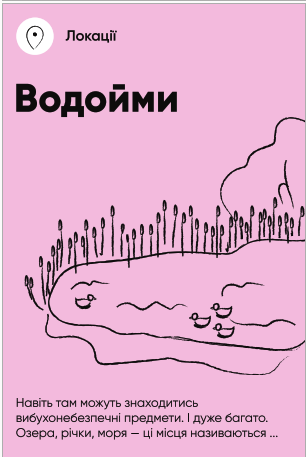 Локації
Водойми
Навіть там можуть знаходитись
вибухонебезпечні предмети. І дуже багато.
Озера, річки, моря — ці місця називаються ...